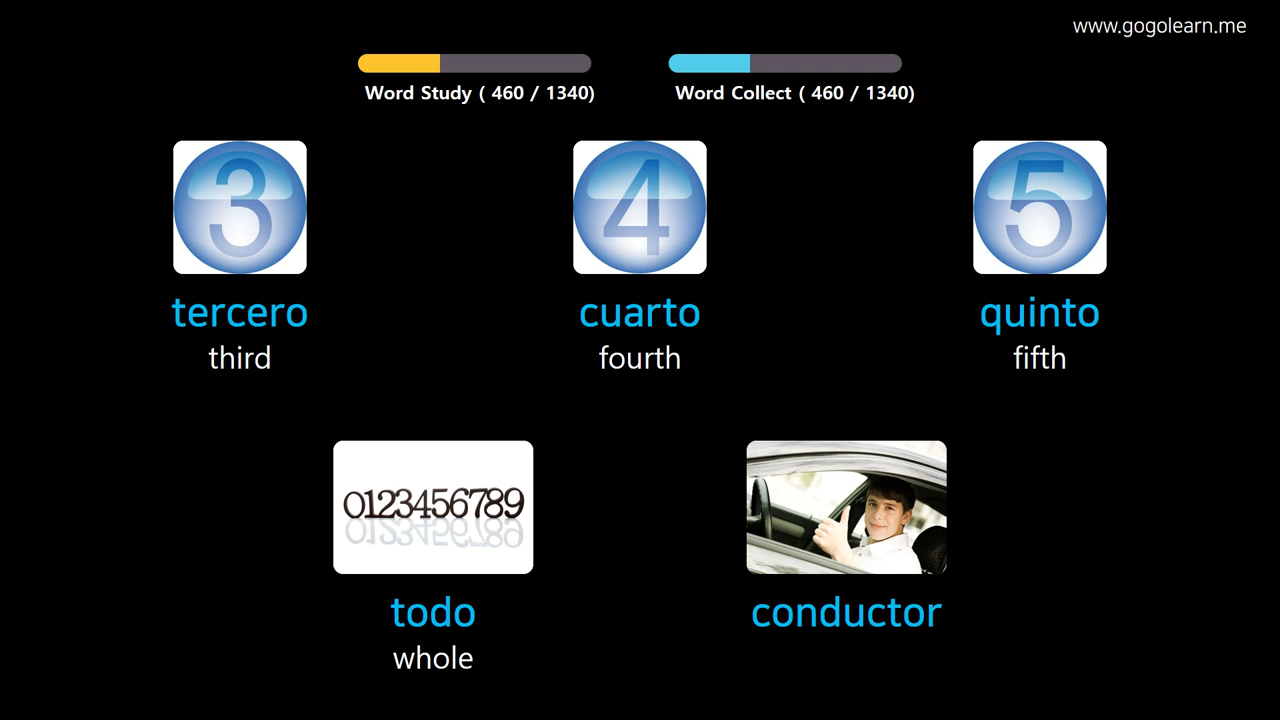 www.gogolearn.me
Word Study ( 460 / 1340)
Word Collect ( 460 / 1340)
3
4
5
tercero
cuarto
quinto
third
fourth
fifth
0123456789
todo
conductor
whole